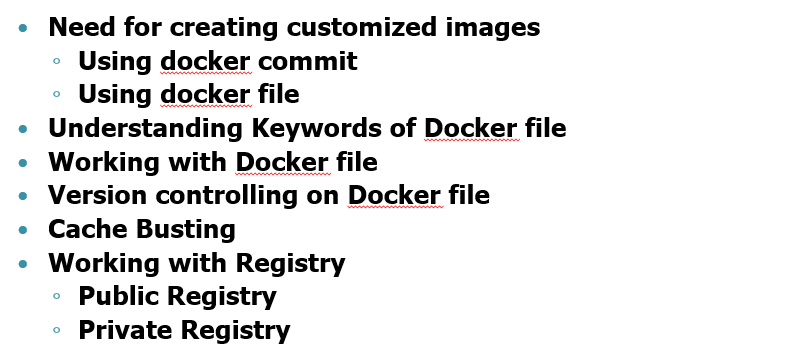 Need for creating customized images
Using docker commit
Using docker file
Understanding Keywords of Docker file
Working with Docker file
Version controlling on Docker file
Cache Busting
Working with Registry
Public Registry
Private Registry